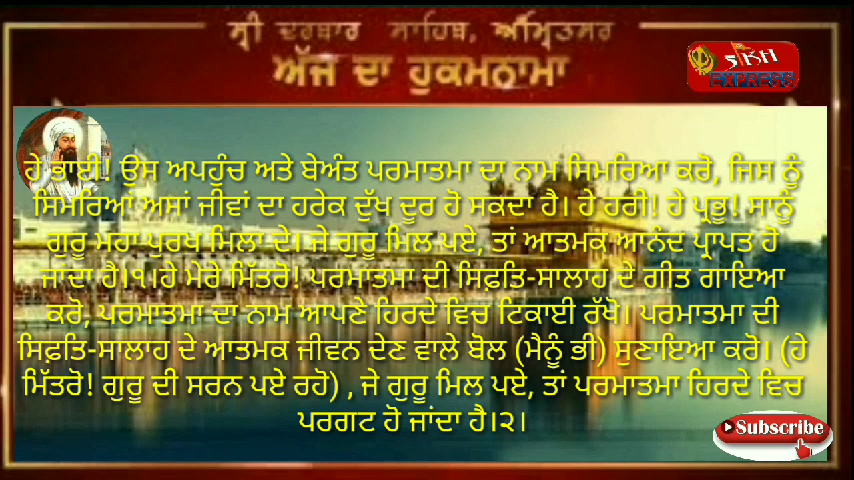 ਸ੍ਰੀ ਦਰਬਾਰ ਸਾਹਿਬ, ਅੰਮ੍ਰਿਤਸਰ
ਅੱਜ ਦਾ ਹੁਕਮਨਾਮਾ
SIKH
EXPRESS
ਹੇ ਭਾਈ! ਉਸ ਅਪਹੁੰਚ ਅਤੇ ਬੇਅੰਤ ਪਰਮਾਤਮਾ ਦਾ ਨਾਮ ਸਿਮਰਿਆ ਕਰੋ, ਜਿਸ ਨੂੰ
ਸਿਮਰਿਆਂ ਅਸਾਂ ਜੀਵਾਂ ਦਾ ਹਰੇਕ ਦੁੱਖ ਦੂਰ ਹੋ ਸਕਦਾ ਹੈ। ਹੇ ਹਰੀ! ਹੇ ਪ੍ਰਭੂ! ਸਾਨੂੰ
ਗੁਰੂ ਮਹਾ ਪੁਰਖ ਮਿਲਾ ਦੇ। ਜੇ ਗੁਰੂ ਮਿਲ ਪਏ, ਤਾਂ ਆਤਮਕ ਆਨੰਦ ਪ੍ਰਾਪਤ ਹੋ
ਜਾਂਦਾ ਹੈ।੧।ਹੇ ਮੇਰੇ ਮਿੱਤਰੋ! ਪਰਮਾਤਮਾ ਦੀ ਸਿਫ਼ਤਿ-ਸਾਲਾਹ ਦੇ ਗੀਤ ਗਾਇਆ
ਕਰੋ, ਪਰਮਾਤਮਾ ਦਾ ਨਾਮ ਆਪਣੇ ਹਿਰਦੇ ਵਿਚ ਟਿਕਾਈ ਰੱਖੋ। ਪਰਮਾਤਮਾ ਦੀ
ਸਿਫ਼ਤਿ-ਸਾਲਾਹ ਦੇ ਆਤਮਕ ਜੀਵਨ ਦੇਣ ਵਾਲੇ ਬੋਲ (ਮੈਨੂੰ ਭੀ) ਸੁਣਾਇਆ ਕਰੋ। (ਹੇ
ਮਿੱਤਰੋ! ਗੁਰੂ ਦੀ ਸਰਨ ਪਏ ਰਹੋ) , ਜੇ ਗੁਰੂ ਮਿਲ ਪਏ, ਤਾਂ ਪਰਮਾਤਮਾ ਹਿਰਦੇ ਵਿਚ
ਪਰਗਟ ਹੋ ਜਾਂਦਾ ਹੈ।੨।
Subscribe